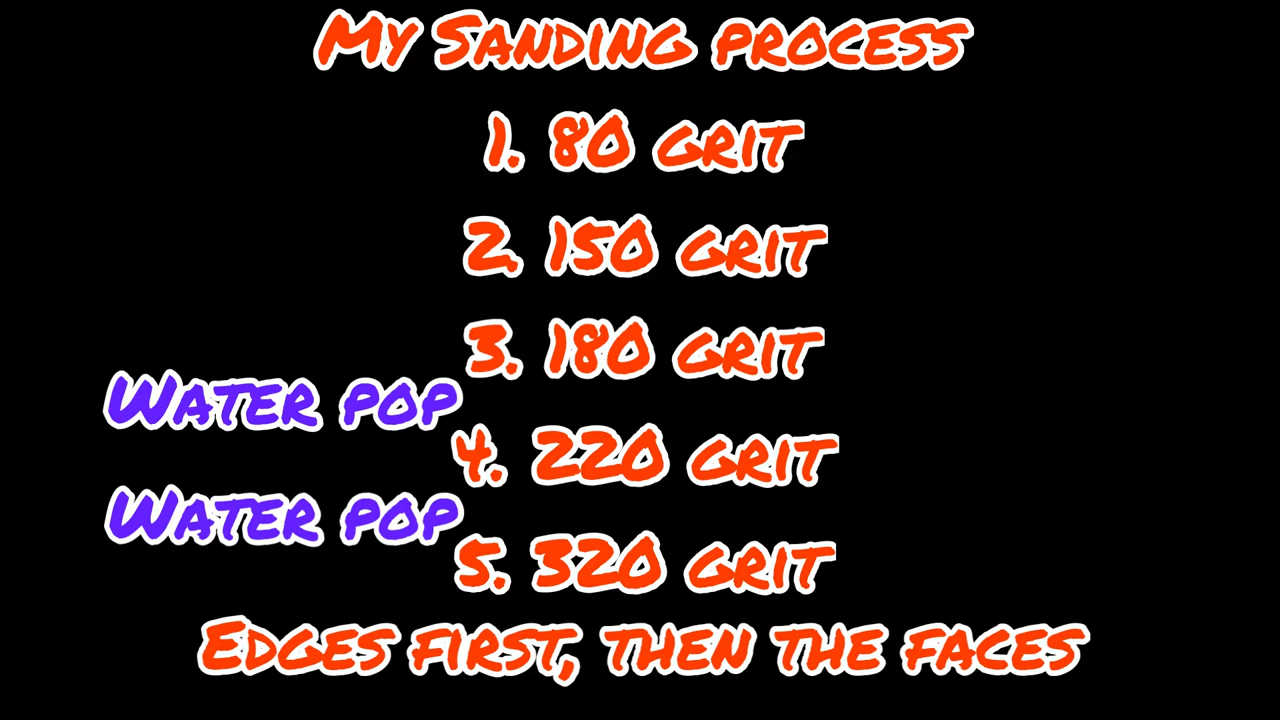 My Sanding process
1. 80 grit
2. 150 grit
3. 180 grit
Water pop
4. 220 grit
Water pop
5. 320 grit
Edges first, then the faces